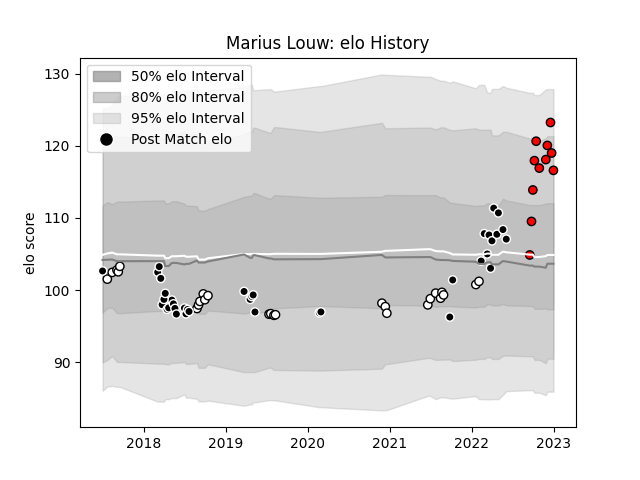 Marius Louw: elo History
50% elo Interval
80% elo Interval
95% elo Interval
Post Match elo
elo score
130
120
110
100
90
2018
2019
2020
2021
2022
2023